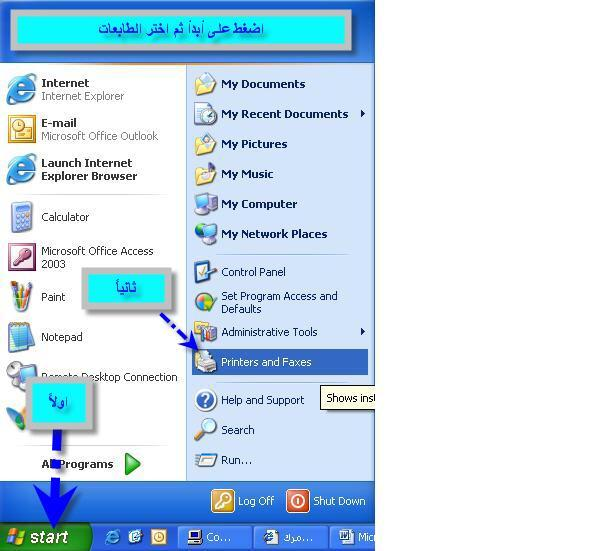 اضغط على أبدأ ثم اختر الطابعات
Internet
Internet Explorer
E-mail
Microsoft Office Outlook
Launch Internet
Explorer Browser
Calculator
Microsoft Office Access
2003
Paint
Notepad
Remote Desktop Connection
All Programs
My Documents
My Recent Documents
My Pictures
My Music
My Computer
My Network Places
Control Panel
Set Program Access and
Defaults
Administrative Tools
Printers and Faxes
Help and Support
Search
Run...
ثانياً
اولاً
Shows inst
Log Off
Shut Down
start
Co...
...مرك
Micr